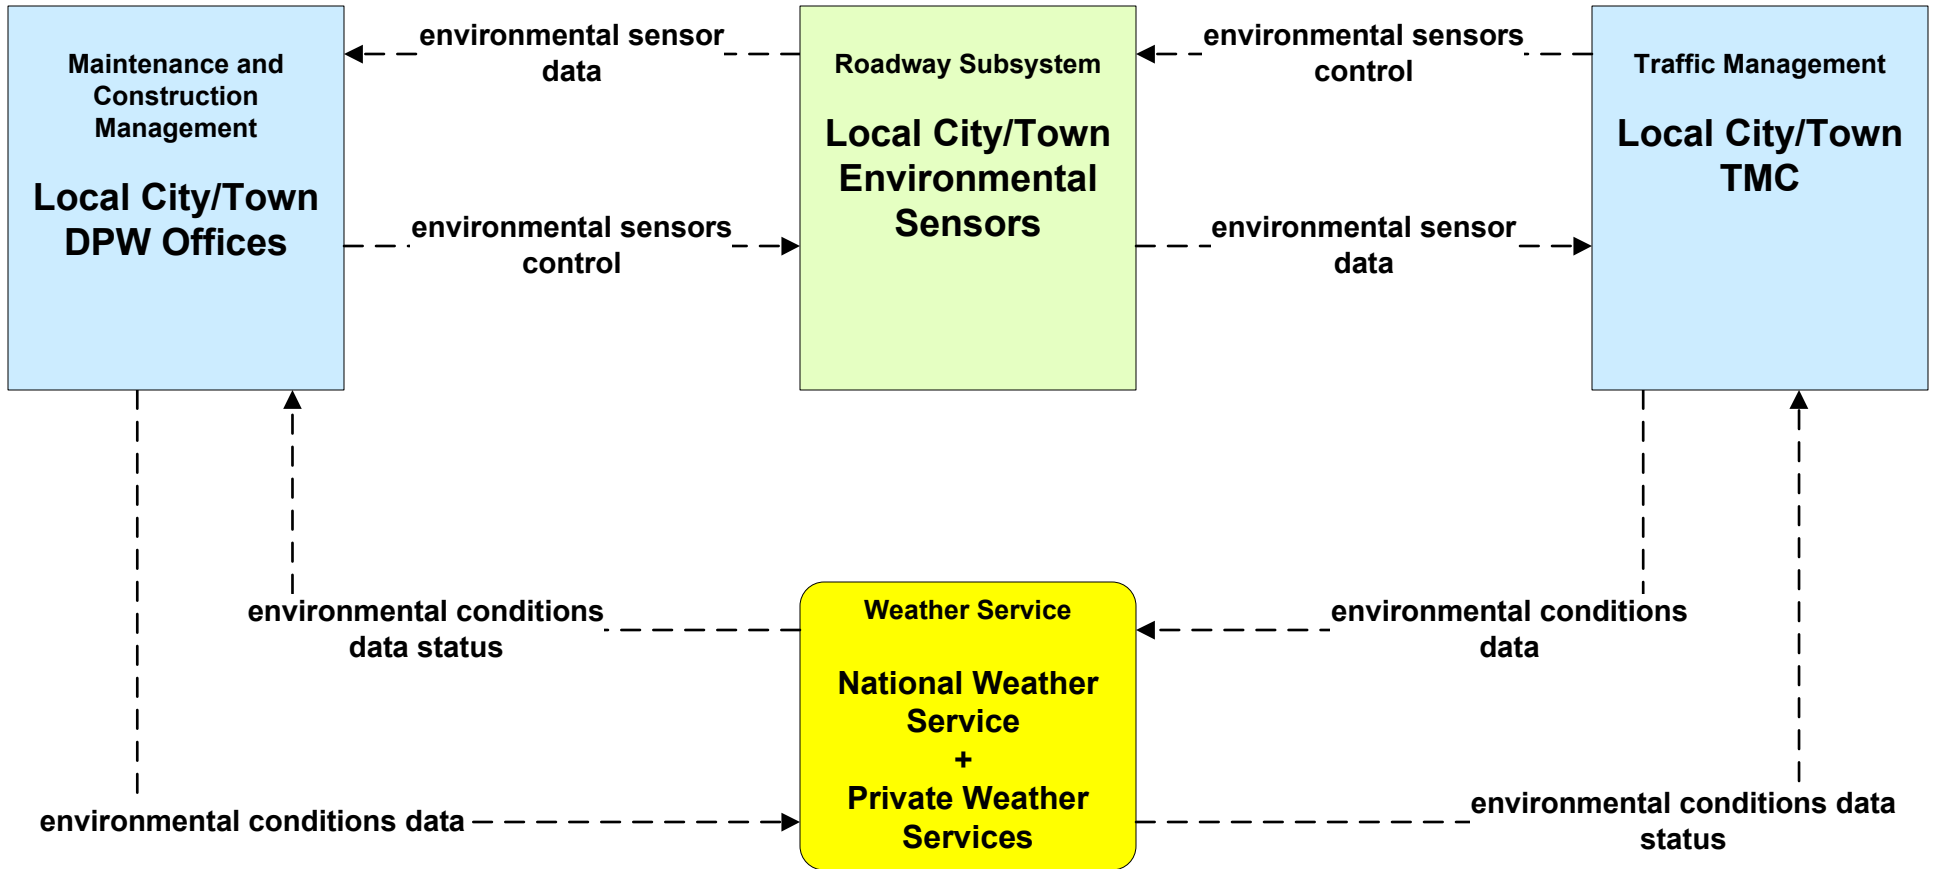 Maintenance and
Construction
Management
Local City/Town
DPW Offices
environmental sensor
data
environmental sensors
control
Roadway Subsystem
Local City/Town
Environmental
Sensors
environmental sensors
control
environmental sensor
data
Traffic Management
Local City/Town
TMC
environmental conditions
data status
environmental conditions data
Weather Service
National Weather
Service
+
Private Weather
Services
environmental conditions
data
environmental conditions data
status